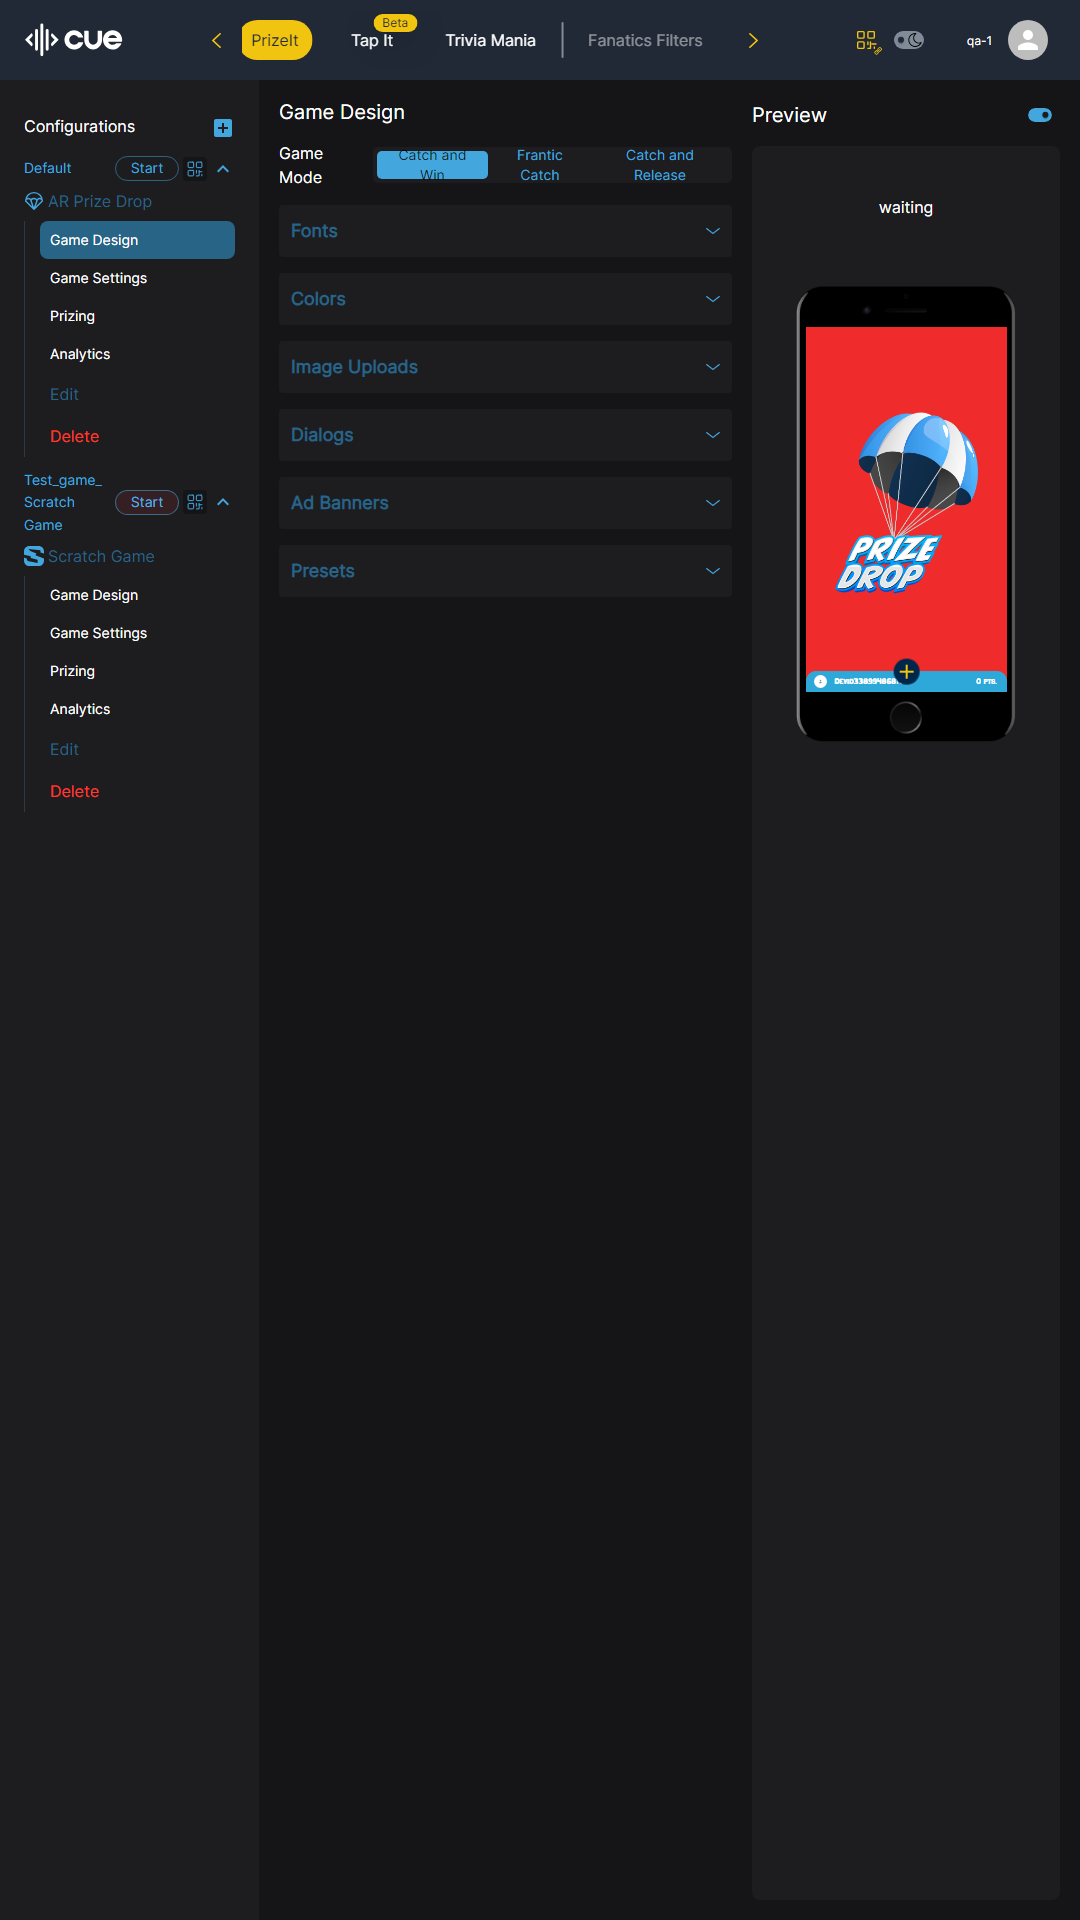 cue
PrizeIt
Beta
Tap It
Trivia Mania
Fanatics Filters
qa-1
Configurations
Default
Start
AR Prize Drop
Game Design
Game Settings
Prizing
Analytics
Edit
Delete
Test_game_
Scratch
Game
Start
Scratch Game
Game Design
Game Settings
Prizing
Analytics
Edit
Delete
Game Design
Game
Mode
Catch and
Win
Frantic
Catch
Catch and
Release
Fonts
Colors
Image Uploads
Dialogs
Ad Banners
Presets
Preview
waiting
PRIZE
DROP
0 PTS.